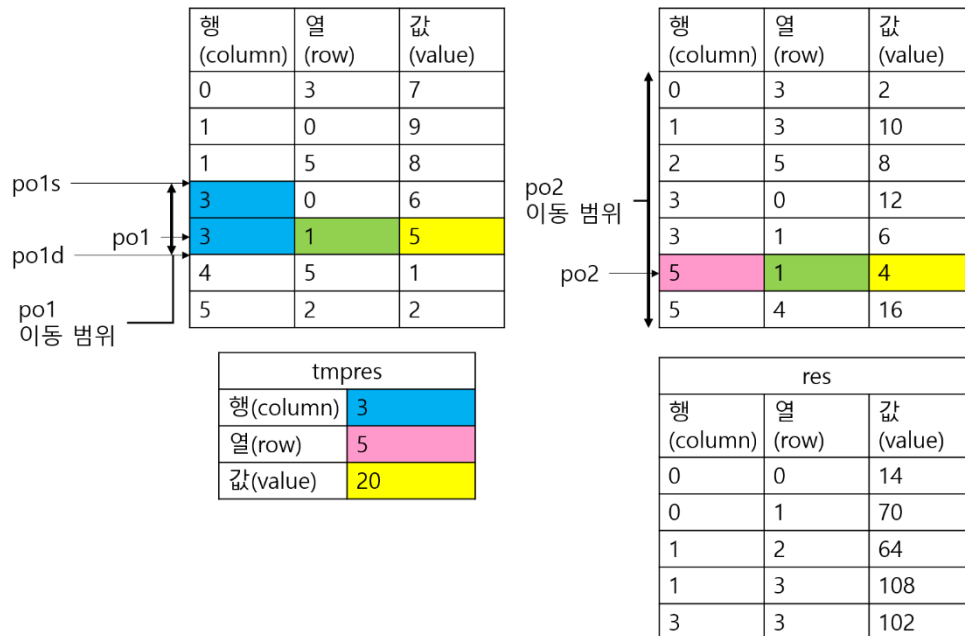 행 열 값
(column) (row) (value)
0 3 7
1 0 9
1 5 8
3 0 6
3 1 5
4 5 1
5 2 2
po1s
po1
po1d
po1
이동 범위
행 열 값
(column) (row) (value)
0 3 2
1 3 10
2 5 8
3 0 12
3 1 6
5 1 4
5 4 16
po2
이동 범위
po2
tmpres
행(column) 3
열(row) 5
값(value) 20
res
행 열 값
(column) (row) (value)
0 0 14
0 1 70
1 2 64
1 3 108
3 3 102